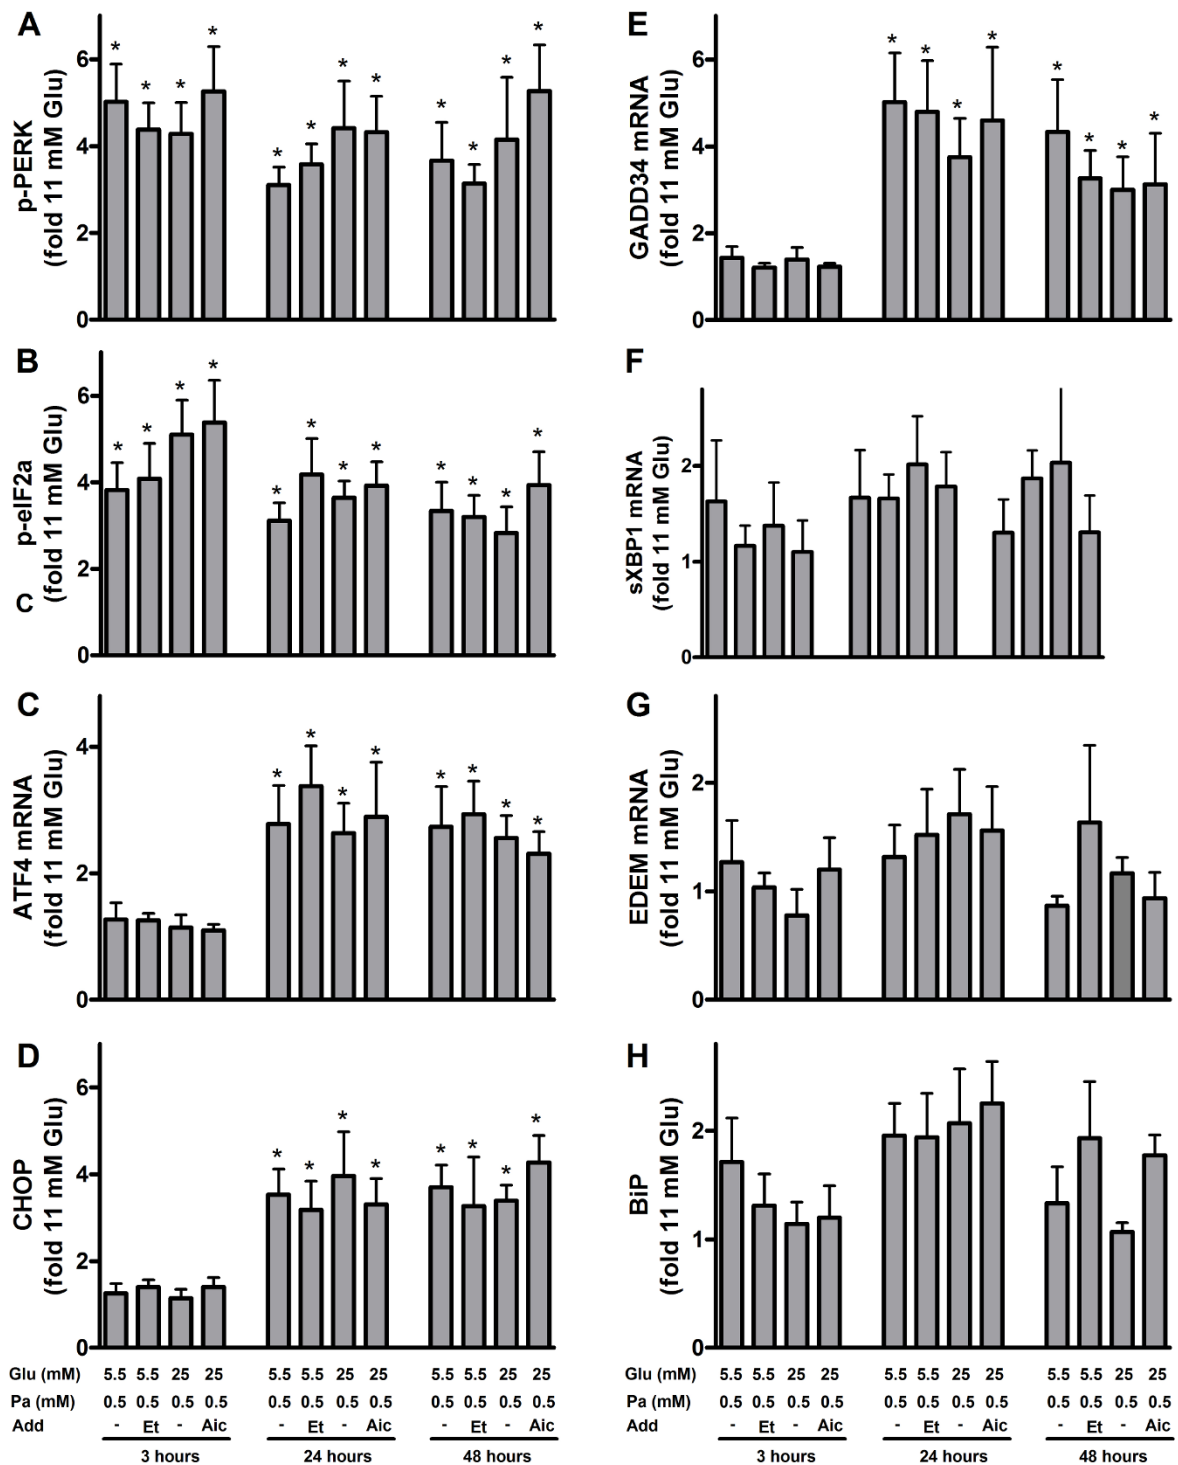 A
p-PERK
(fold 11 mM Glu)
6
4
2
0
* * * * * * * * * * * *
B
p-eIF2a
(fold 11 mM Glu)
C
6
4
2
0
* * * * * * * * * * * *
C
ATF4 mRNA
(fold 11 mM Glu)
4
2
0
* * * * * * * *
D
CHOP
(fold 11 mM Glu)
6
4
2
0
* * * * * * * *
Glu (mM) 5.5 5.5 25 25 5.5 5.5 25 25 5.5 5.5 25 25
Pa (mM) 0.5 0.5 0.5 0.5 0.5 0.5 0.5 0.5 0.5 0.5 0.5 0.5
Add - Et - Aic - Et - Aic - Et - Aic
3 hours 24 hours 48 hours
E
GADD34 mRNA
(fold 11 mM Glu)
6
4
2
0
* * * * * * * *
F
sXBP1 mRNA
(fold 11 mM Glu)
2
1
0
G
EDEM mRNA
(fold 11 mM Glu)
2
1
0
H
BiP
(fold 11 mM Glu)
2
1
0
Glu (mM) 5.5 5.5 25 25 5.5 5.5 25 25 5.5 5.5 25 25
Pa (mM) 0.5 0.5 0.5 0.5 0.5 0.5 0.5 0.5 0.5 0.5 0.5 0.5
Add - Et - Aic - Et - Aic - Et - Aic
3 hours 24 hours 48 hours